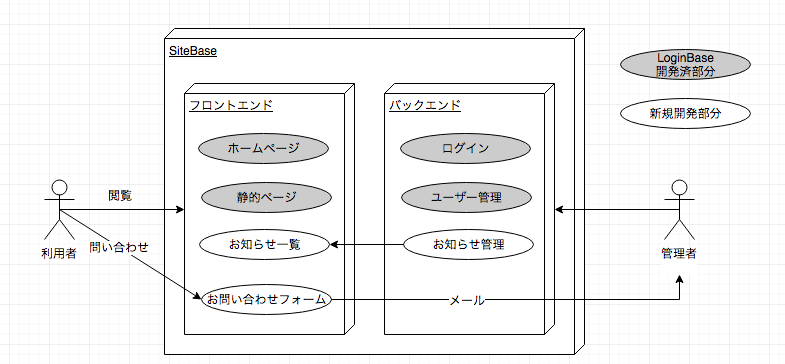 SiteBase
LoginBase
開発済部分
新規開発部分
フロントエンド
バックエンド
ホームページ
ログイン
静的ページ
ユーザー管理
お知らせ一覧
お知らせ管理
お問い合わせフォーム
閲覧
問い合わせ
利用者
管理者
メール